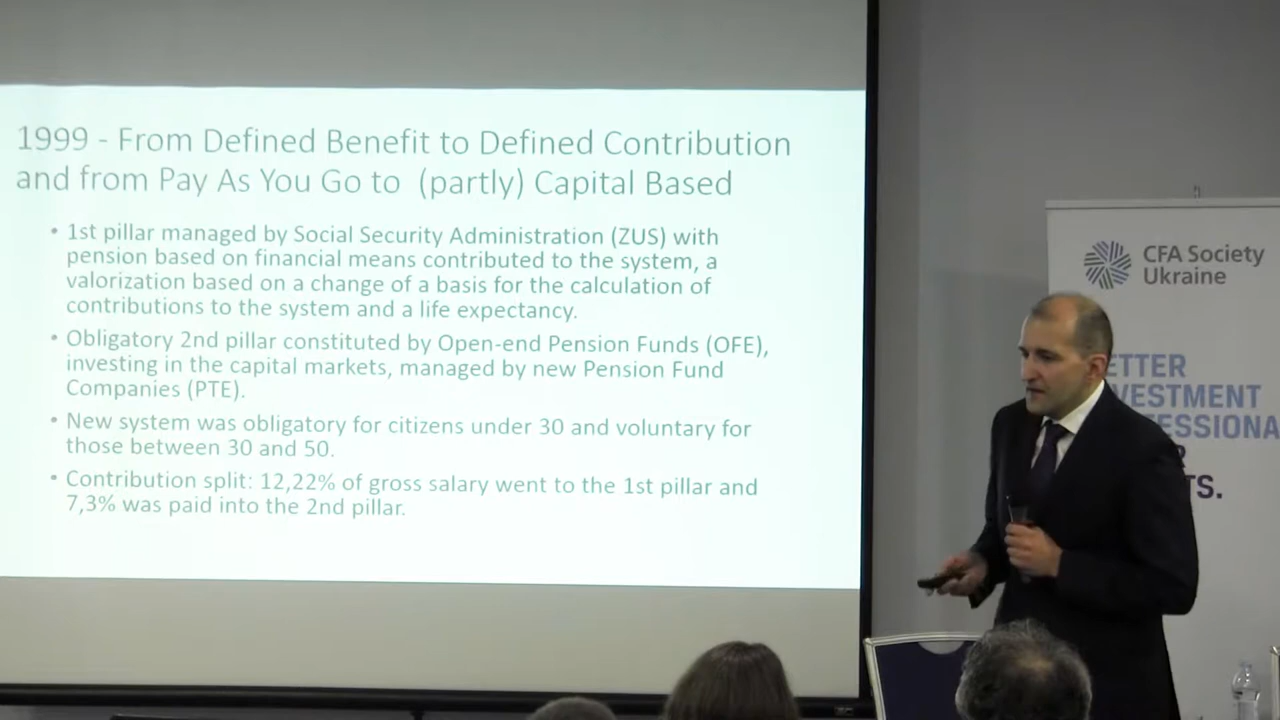 1999 - From Defined Benefit to Defined Contribution
and from Pay As You Go to (partly) Capital Based
• 1st pillar managed by Social Security Administration (ZUS) with
pension based on financial means contributed to the system, a
valorization based on a change of a basis for the calculation of
contributions to the system and a life expectancy.
• Obligatory 2nd pillar constituted by Open-end Pension Funds (OFE),
investing in the capital markets, managed by new Pension Fund
Companies (PTE).
• New system was obligatory for citizens under 30 and voluntary for
those between 30 and 50.
• Contribution split: 12,22% of gross salary went to the 1st pillar and
7,3% was paid into the 2nd pillar.
CFA Society
Ukraine